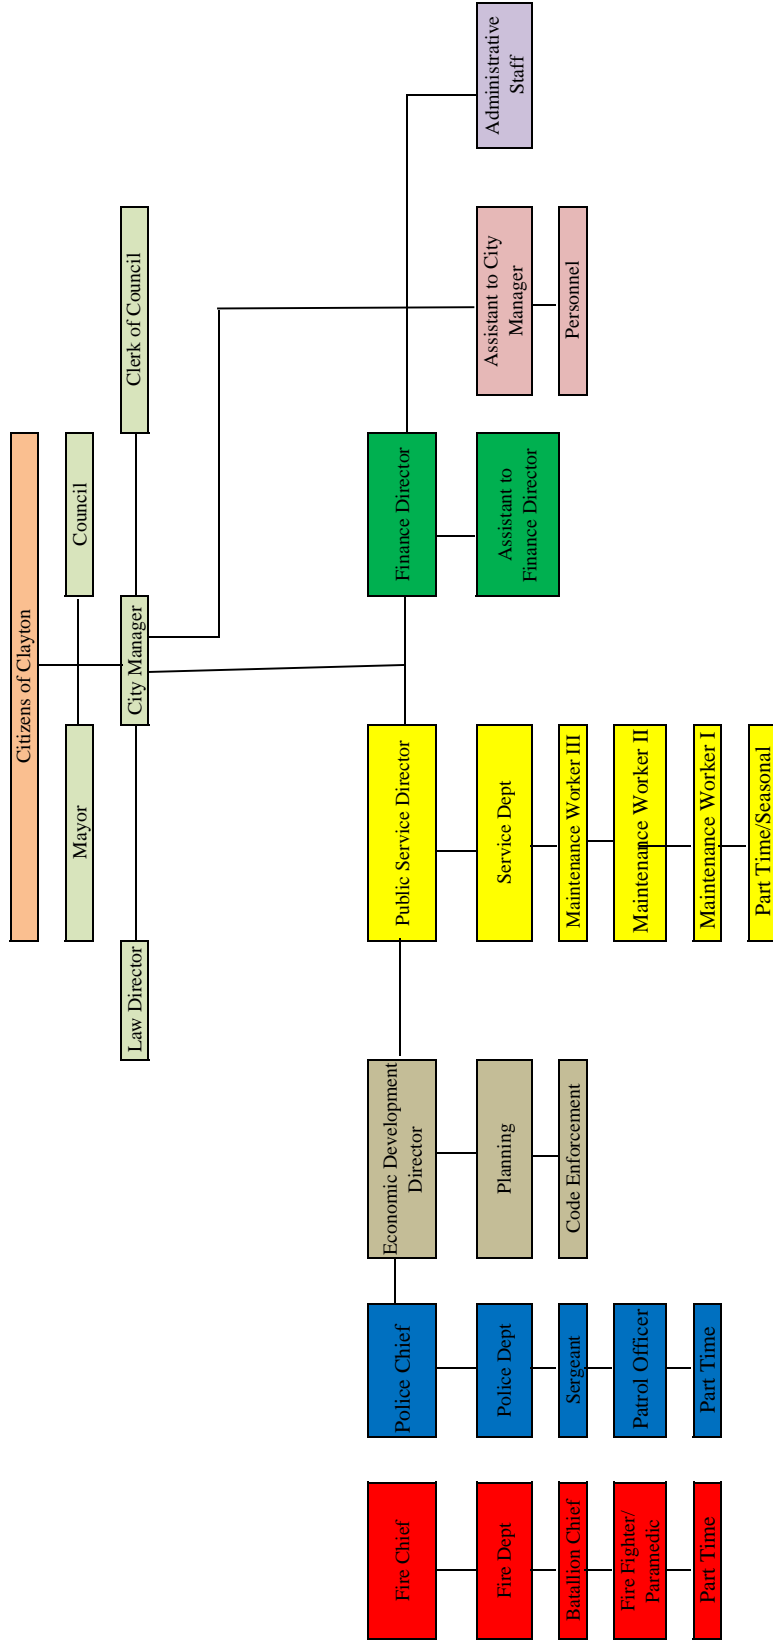 Citizens of Clayton
Mayor
Council
Law Director
City Manager
Clerk of Council
Fire Chief
Police Chief
Economic Development
Director
Public Service Director
Finance Director
Fire Dept
Police Dept
Planning
Service Dept
Assistant to
Finance Director
Assistant to City
Manager
Administrative
Staff
Batallion Chief
Sergeant
Code Enforcement
Maintenance Worker III
Personnel
Fire Fighter/
Paramedic
Patrol Officer
Maintenance Worker II
Part Time
Part Time
Maintenance Worker I
Part Time/Seasonal